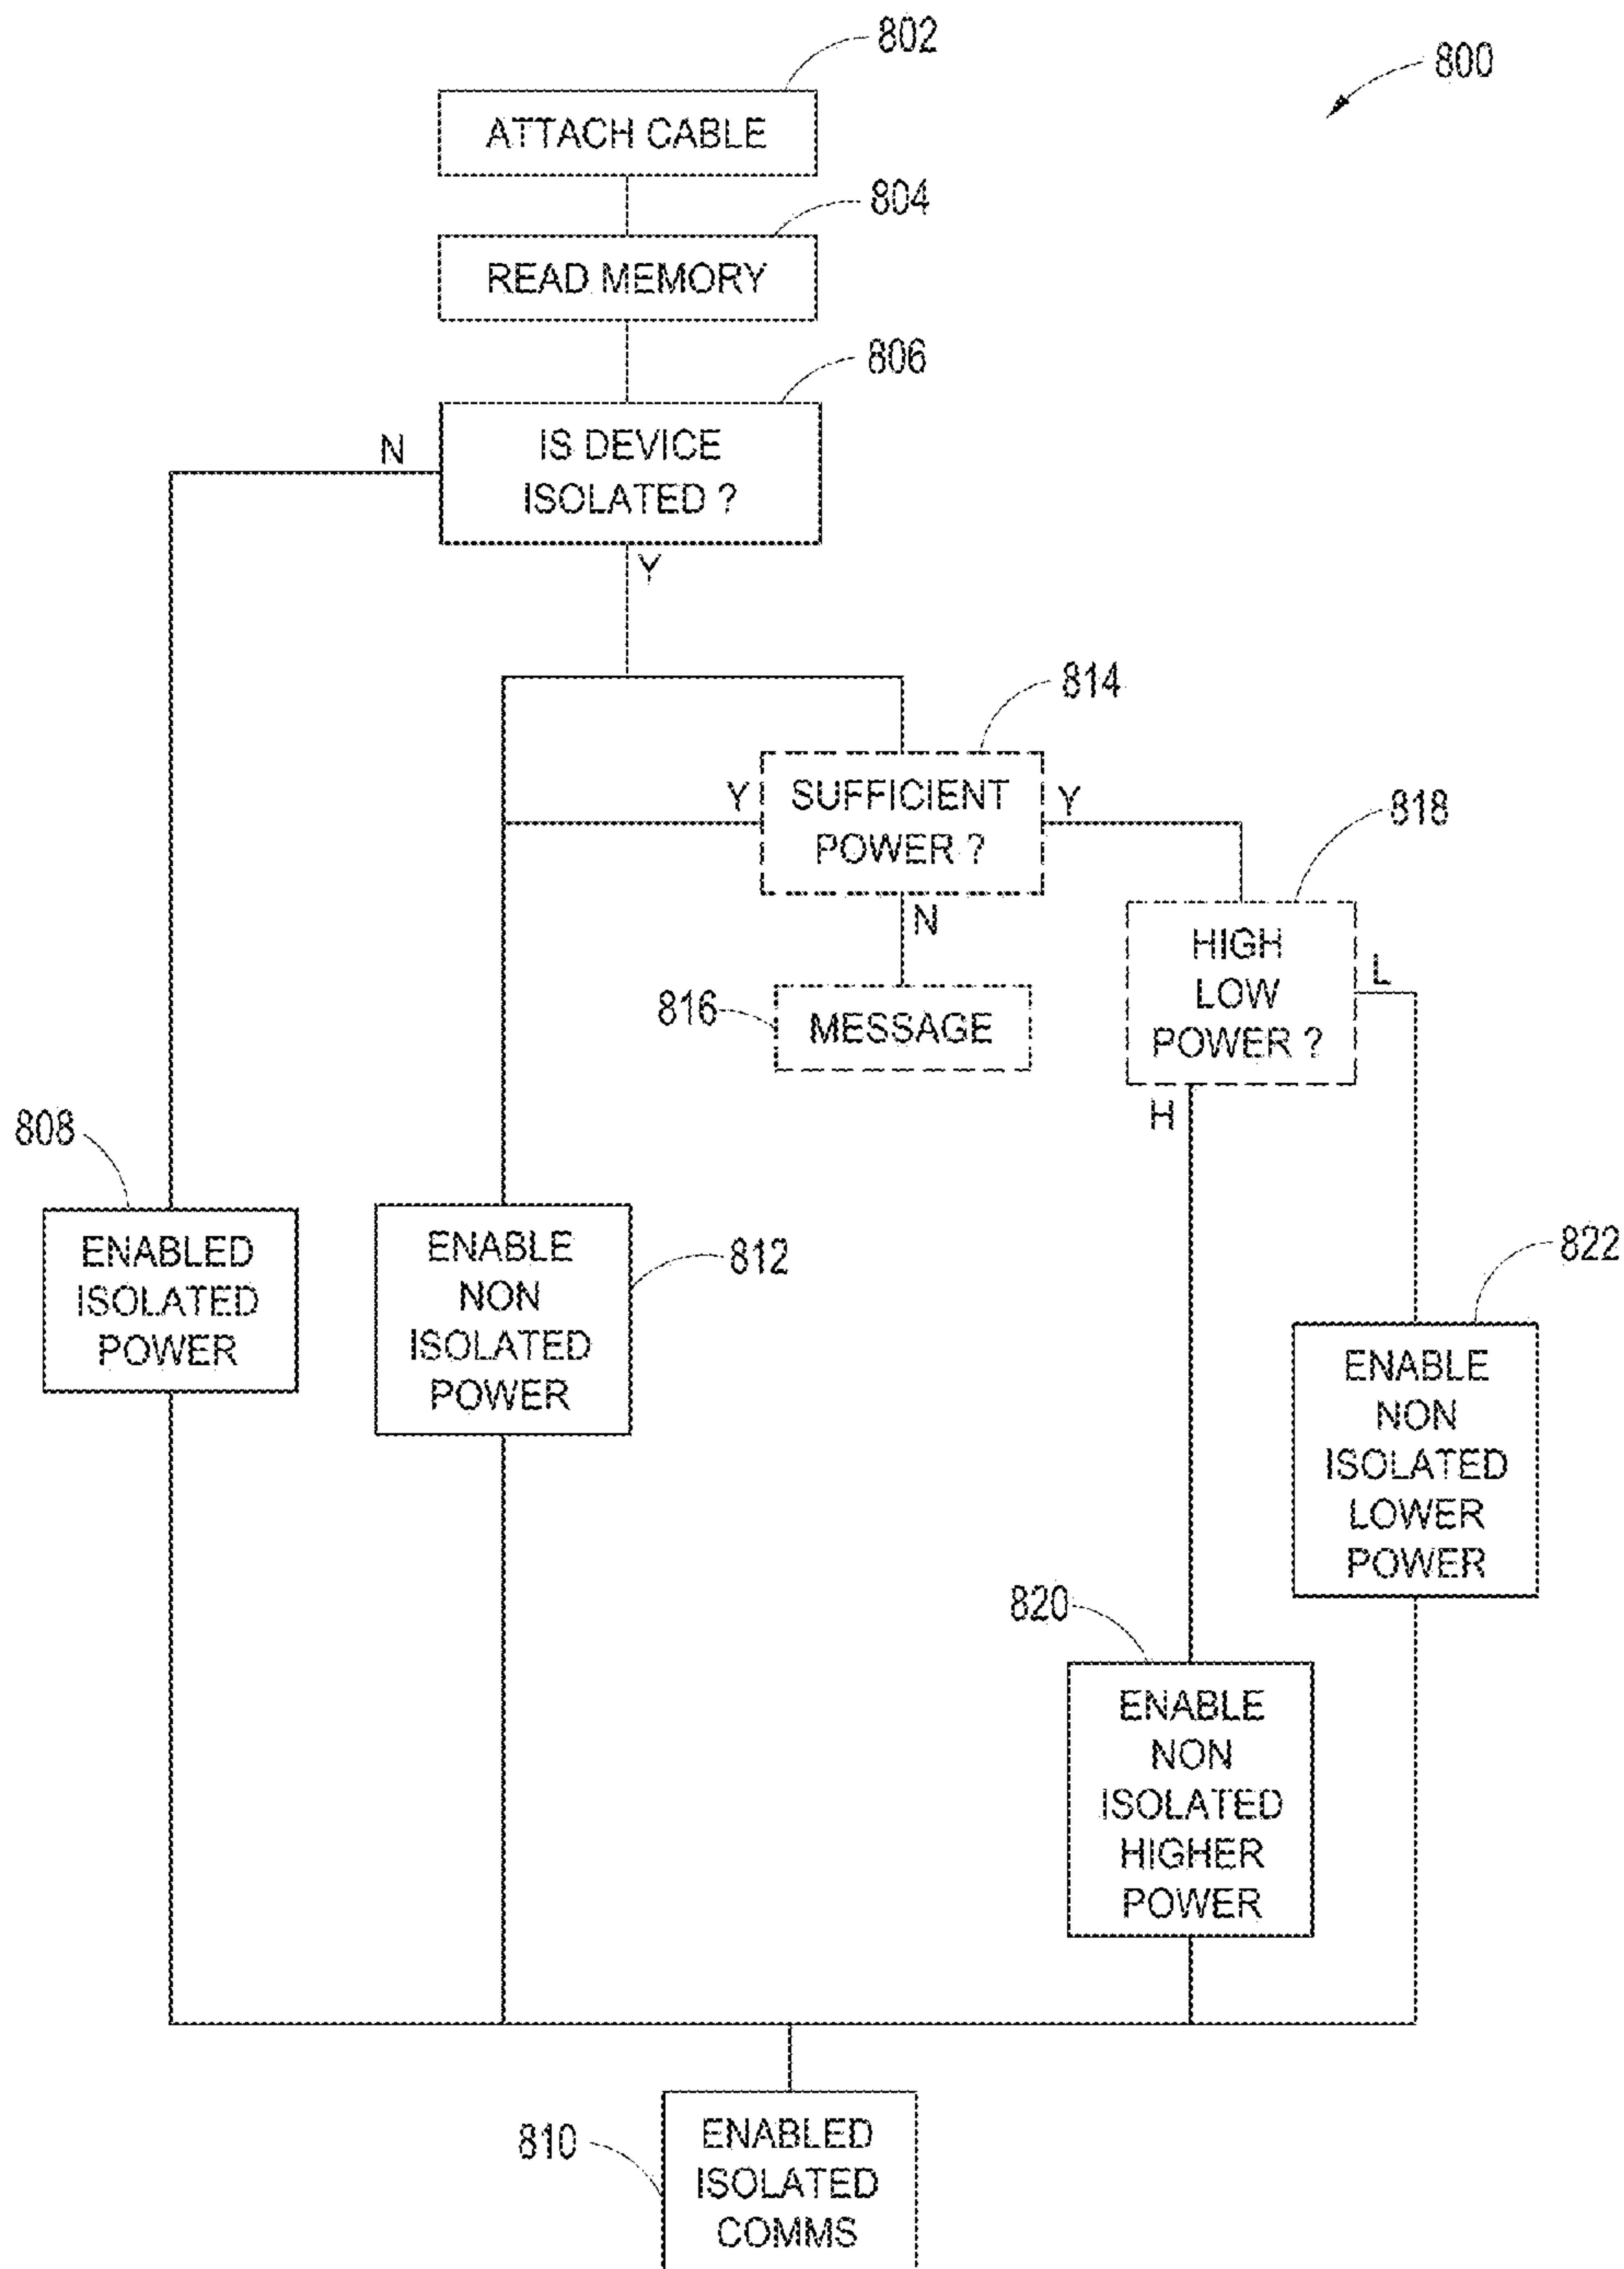 802
800
ATTACH CABLE
804
READ MEMORY
806
N
IS DEVICE
ISOLATED ?
Y
814
Y
SUFFICIENT
POWER ?
Y
818
N
HIGH
LOW
POWER ?
L
816
MESSAGE
H
808
ENABLED
ISOLATED
POWER
ENABLE
NON
ISOLATED
POWER
812
822
ENABLE
NON
ISOLATED
LOWER
POWER
820
ENABLE
NON
ISOLATED
HIGHER
POWER
810
ENABLED
ISOLATED
COMMS